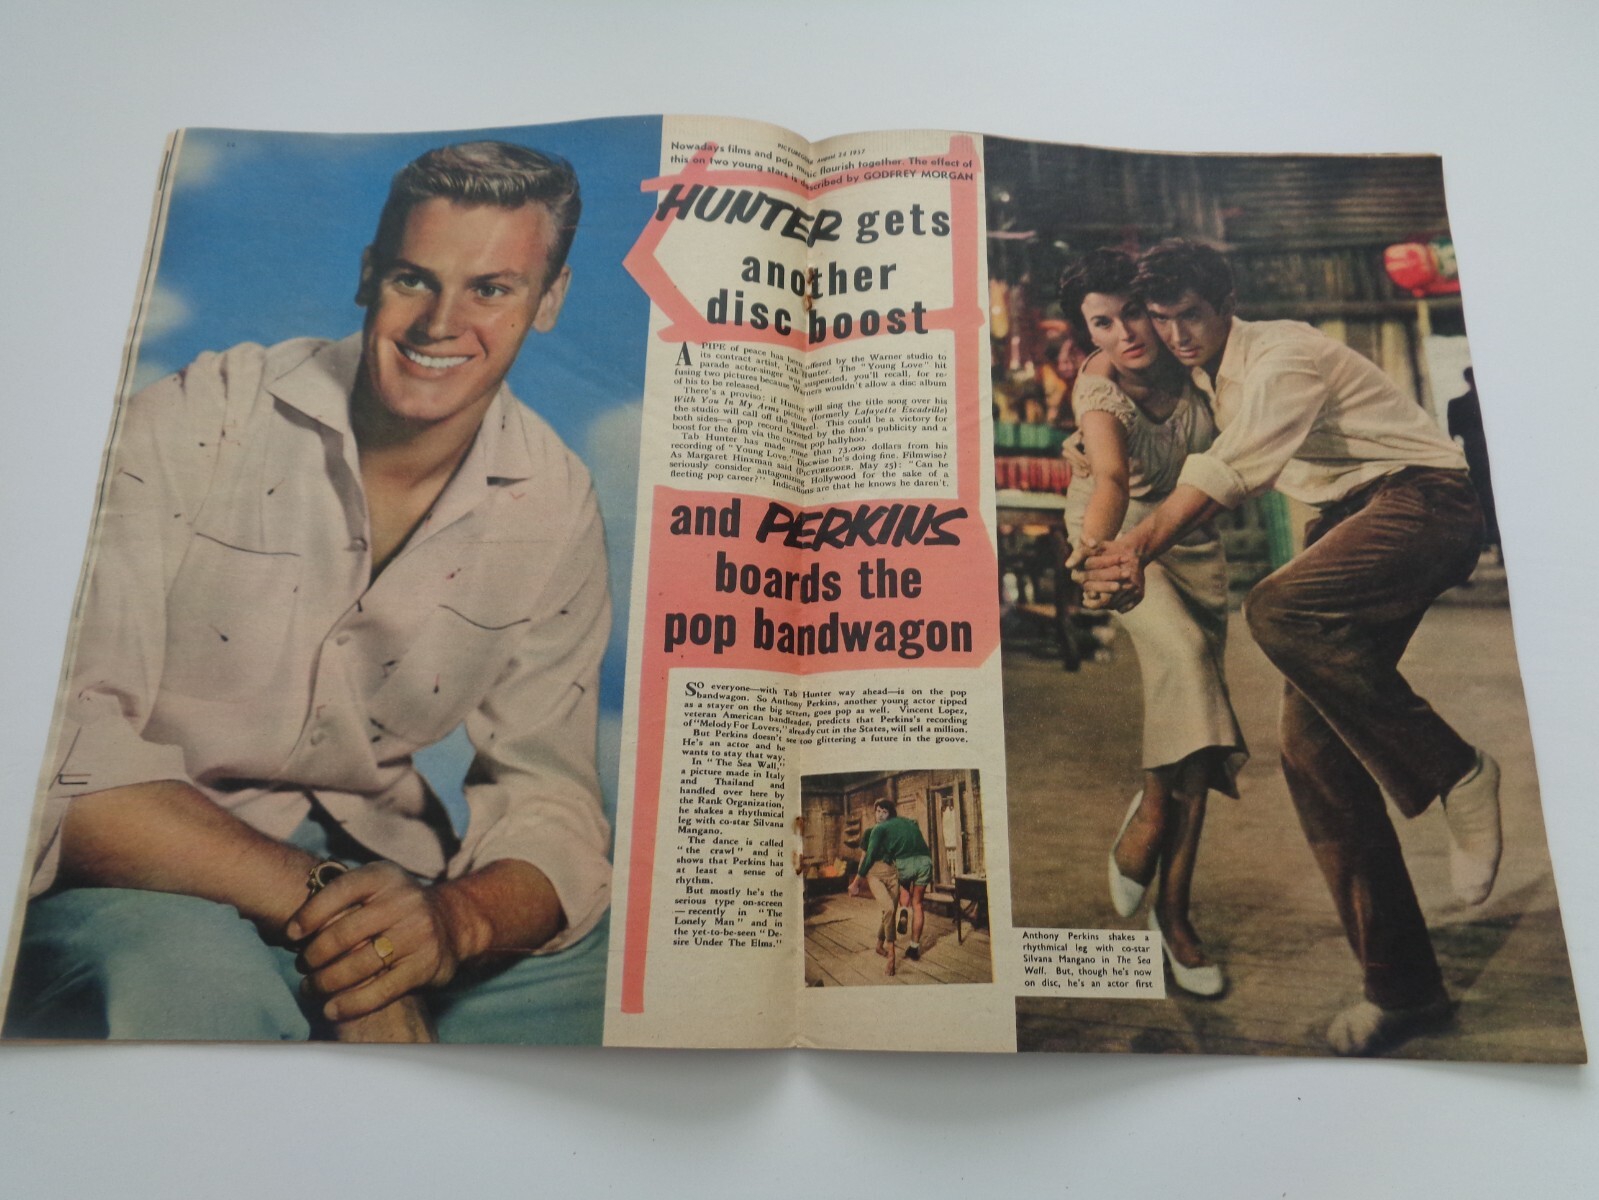 PICTUREGOER August 24 1957
Nowadays films and pop music flourish together. The effect of
this on two young stars is described by GODFREY MORGAN
HUNTER gets
another
disc boost
A PIPE of peace has been offered by the Warner studio to
its contract artist, Tab Hunter. The "Young Love" hit
parade actor-singer was suspended, you'll recall, for re-
fusing two pictures because Warners wouldn't allow a disc album
of his to be released.
There's a proviso: if Hunter will sing the title song over his
With You In My Arms picture (formerly Lafayette Escadrille)
the studio will call off the quarrel. This could be a victory for
both sides—a pop record boosted by the film's publicity and a
boost for the film via the current pop ballyhoo.
Tab Hunter has made more than 73,000 dollars from his
recording of "Young Love." Discwise he's doing fine. Filmwise?
As Margaret Hinxman said (PICTUREGOER, May 25): "Can he
seriously consider antagonizing Hollywood for the sake of a
fleeting pop career?" Indications are that he knows he daren't.
and PERKINS
boards the
pop bandwagon
SO everyone—with Tab Hunter way ahead—is on the pop
bandwagon. So Anthony Perkins, another young actor tipped
as a stayer on the big screen, goes pop as well. Vincent Lopez,
veteran American bandleader, predicts that Perkins's recording
of "Melody For Lovers," already cut in the States, will sell a million.
But Perkins doesn't see too glittering a future in the groove.
He's an actor and he
wants to stay that way.
In "The Sea Wall,"
a picture made in Italy
and Thailand and
handled over here by
the Rank Organization,
he shakes a rhythmical
leg with co-star Silvana
Mangano.
The dance is called
"the crawl" and it
shows that Perkins has
at least a sense of
rhythm.
But mostly he's the
serious type on-screen
—recently in "The
Lonely Man" and in
the yet-to-be-seen "De-
sire Under The Elms."
Anthony Perkins shakes a
rhythmical leg with co-star
Silvana Mangano in The Sea
Wall. But, though he's now
on disc, he's an actor first